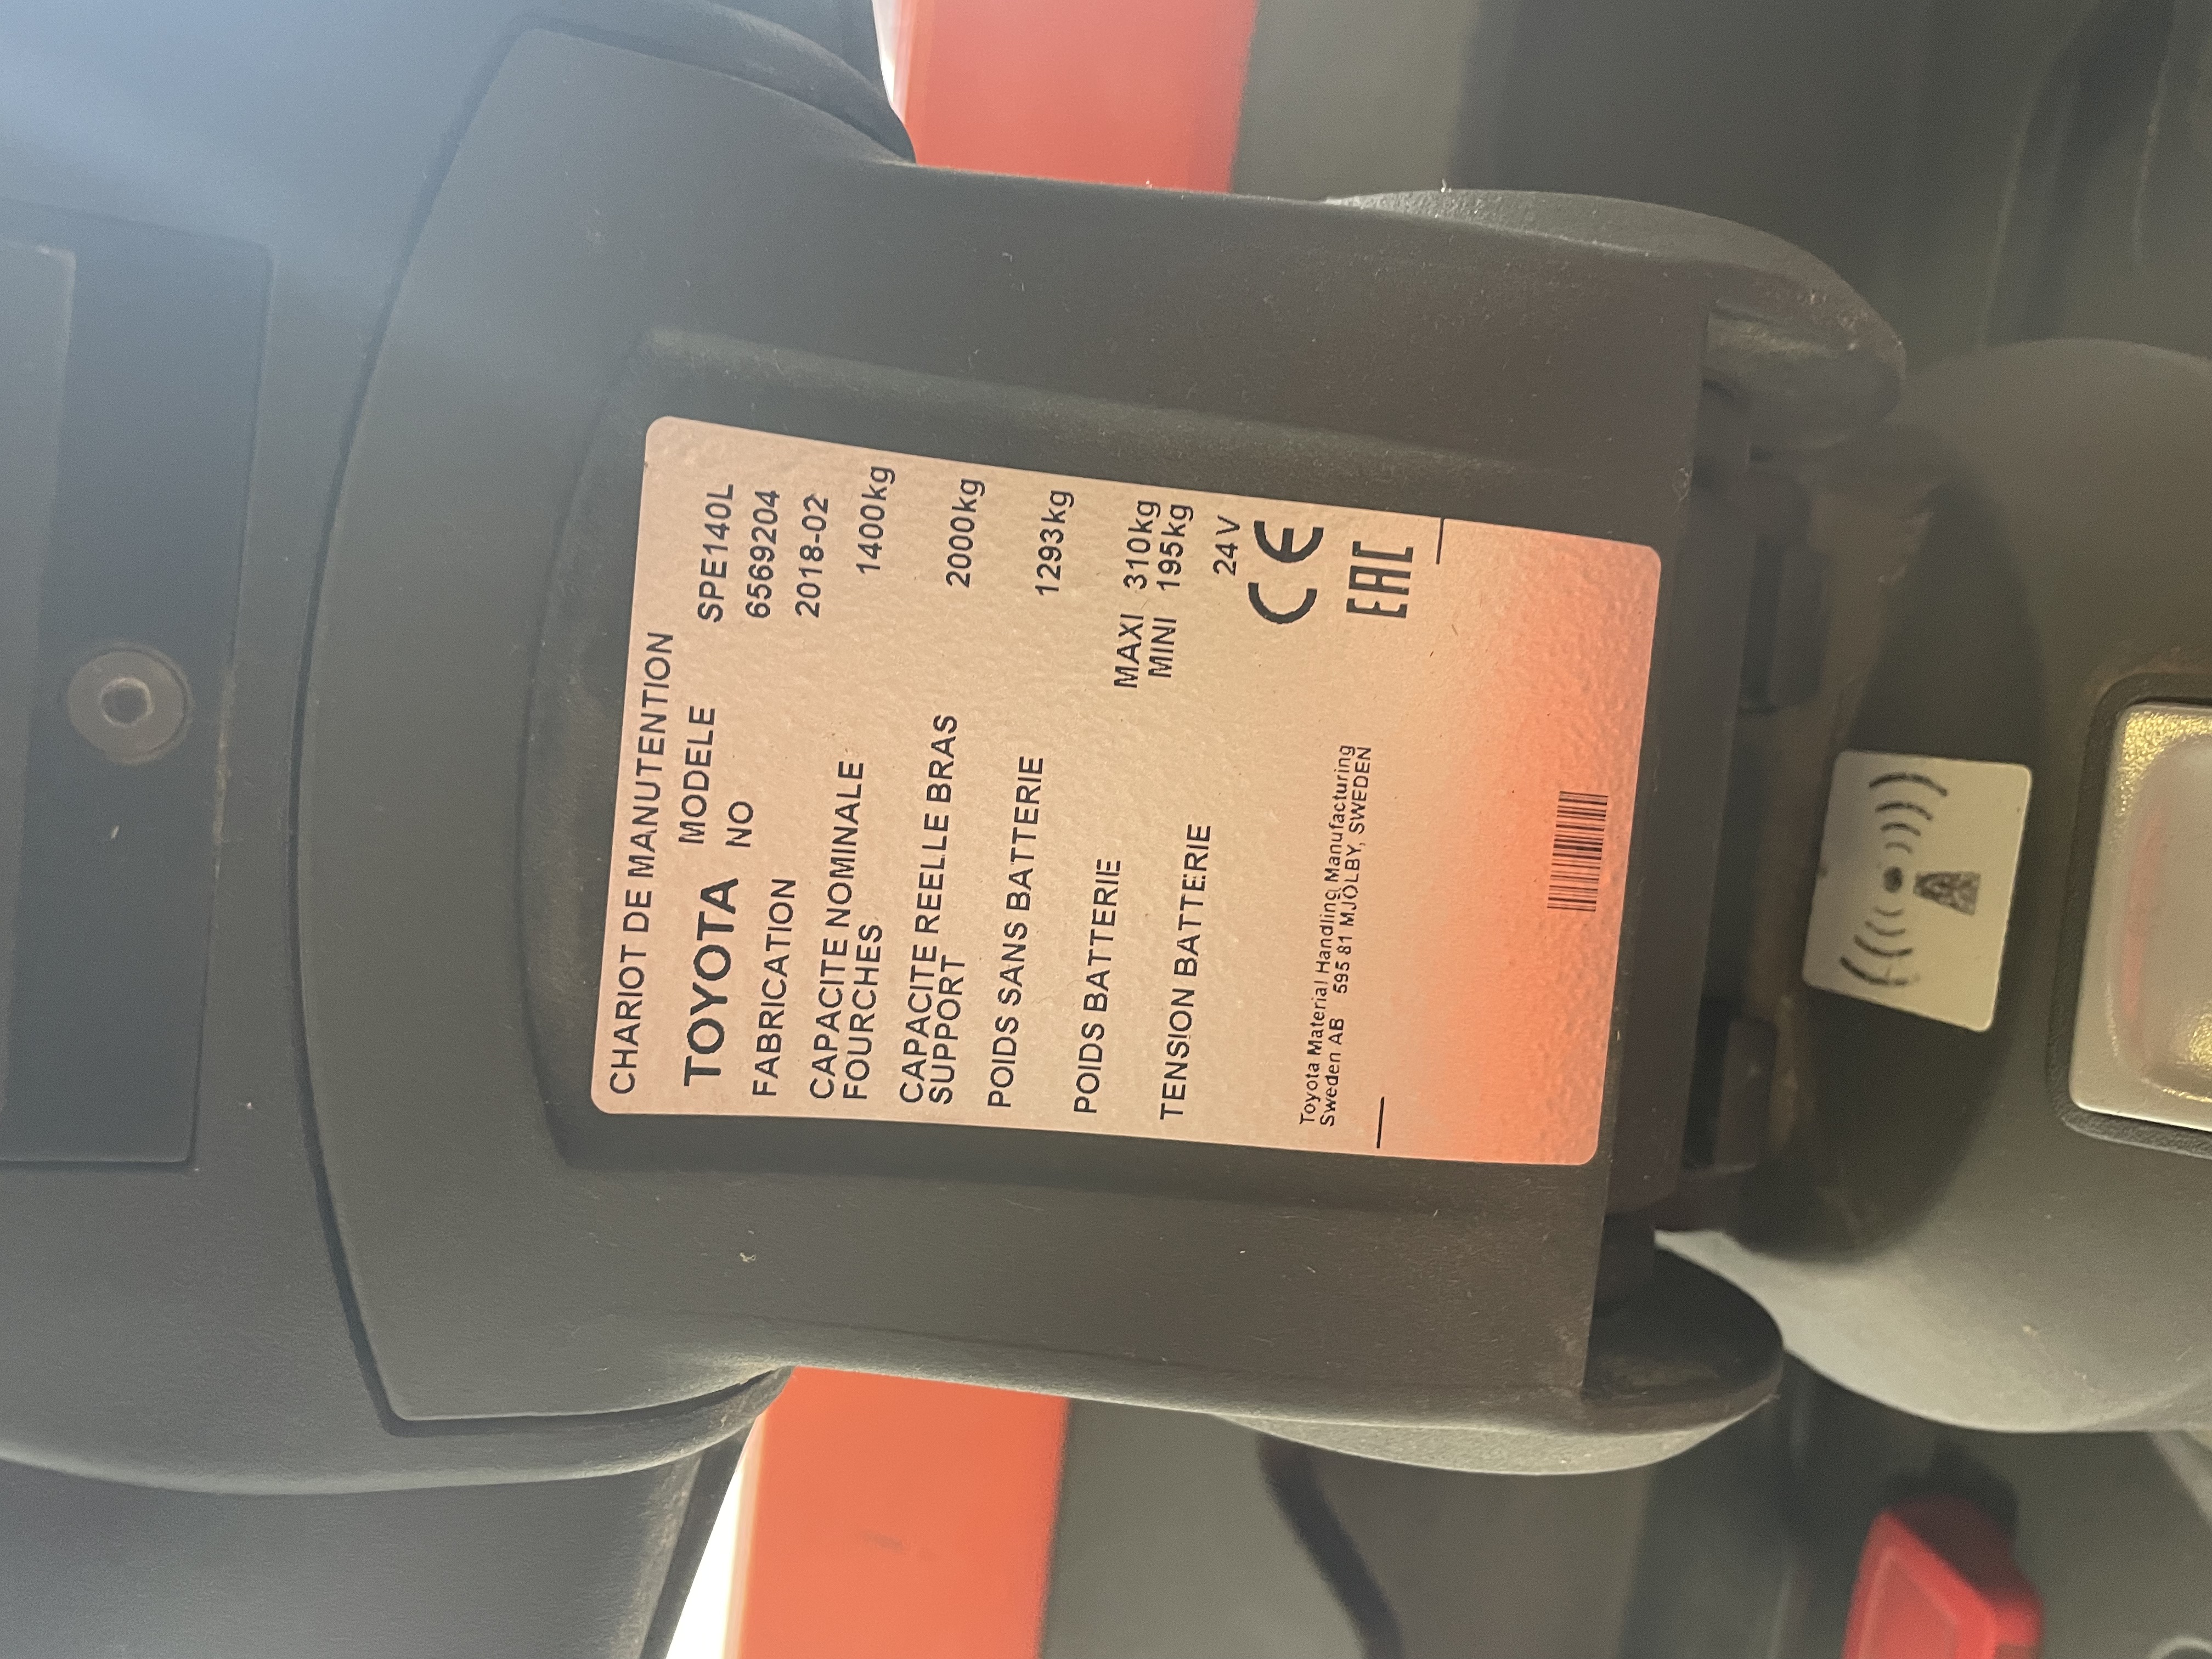 CHARIOT DE MANUTENTION
TOYOTA MODELE SPE140L
NO 6569204
FABRICATION 2018-02
CAPACITE NOMINALE
FOURCHES 1400kg
CAPACITE REELLE BRAS
SUPPORT 2000kg
POIDS SANS BATTERIE 1293kg
POIDS BATTERIE MAXI 310kg
MINI 195kg
TENSION BATTERIE 24V
CE
EAC
Toyota Material Handling Manufacturing
Sweden AB 595 81 MJÖLBY, SWEDEN